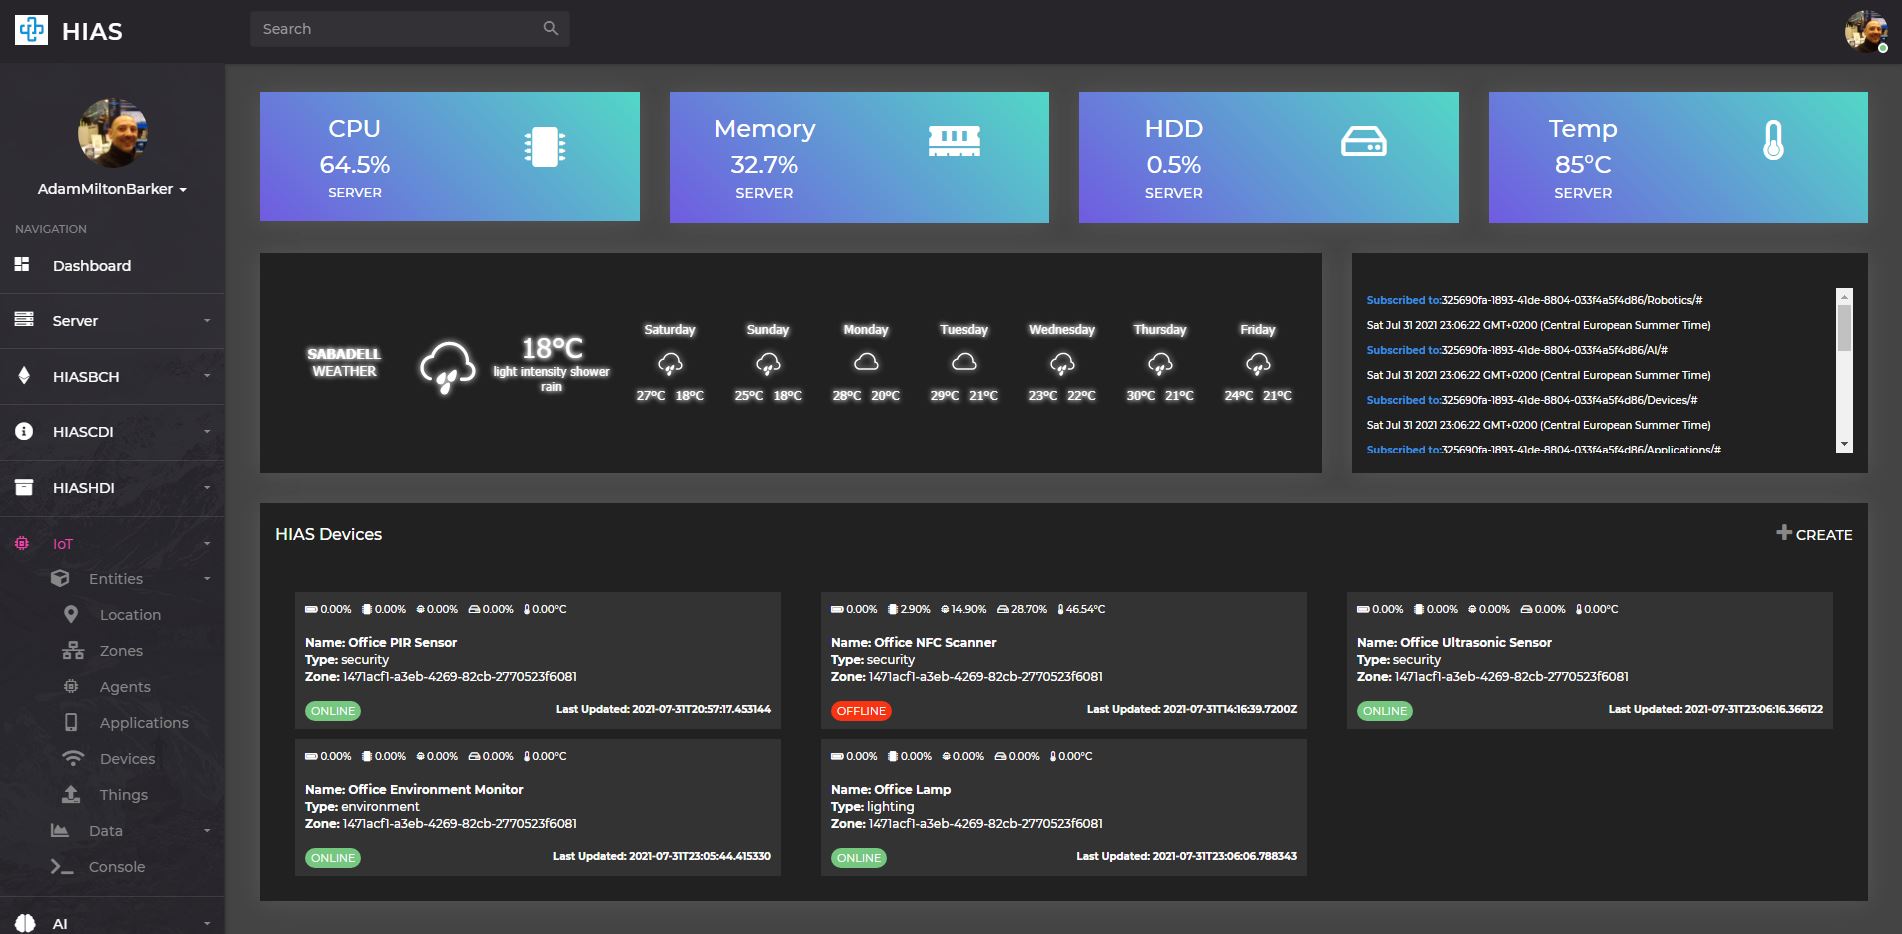 HIAS
Search
AdamMiltonBarker
NAVIGATION
Dashboard
Server
HIASBCH
HIASCDI
HIASHDI
IoT
Entities
Location
Zones
Agents
Applications
Devices
Things
Data
Console
AI
CPU
64.5%
SERVER
Memory
32.7%
SERVER
HDD
0.5%
SERVER
Temp
85°C
SERVER
SABADELL
WEATHER
18°C
light intensity shower
rain
Saturday
27°C 18°C
Sunday
25°C 18°C
Monday
28°C 20°C
Tuesday
29°C 21°C
Wednesday
23°C 22°C
Thursday
30°C 21°C
Friday
24°C 21°C
Subscribed to:325690fa-1893-41de-8804-033f4a5f4d86/Robotics/#
Sat Jul 31 2021 23:06:22 GMT+0200 (Central European Summer Time)
Subscribed to:325690fa-1893-41de-8804-033f4a5f4d86/AI/#
Sat Jul 31 2021 23:06:22 GMT+0200 (Central European Summer Time)
Subscribed to:325690fa-1893-41de-8804-033f4a5f4d86/Devices/#
Sat Jul 31 2021 23:06:22 GMT+0200 (Central European Summer Time)
Subscribed to:325690fa-1893-41de-8804-033f4a5f4d86/Applications/#
HIAS Devices
CREATE
0.00% 0.00% 0.00% 0.00% 0.00°C
Name: Office PIR Sensor
Type: security
Zone: 1471acf1-a3eb-4269-82cb-2770523f6081
ONLINE
Last Updated: 2021-07-31T20:57:17.453144
0.00% 2.90% 14.90% 28.70% 46.54°C
Name: Office NFC Scanner
Type: security
Zone: 1471acf1-a3eb-4269-82cb-2770523f6081
OFFLINE
Last Updated: 2021-07-31T14:16:39.7200Z
0.00% 0.00% 0.00% 0.00% 0.00°C
Name: Office Ultrasonic Sensor
Type: security
Zone: 1471acf1-a3eb-4269-82cb-2770523f6081
ONLINE
Last Updated: 2021-07-31T23:06:16.366122
0.00% 0.00% 0.00% 0.00% 0.00°C
Name: Office Environment Monitor
Type: environment
Zone: 1471acf1-a3eb-4269-82cb-2770523f6081
ONLINE
Last Updated: 2021-07-31T23:05:44.415330
0.00% 0.00% 0.00% 0.00% 0.00°C
Name: Office Lamp
Type: lighting
Zone: 1471acf1-a3eb-4269-82cb-2770523f6081
ONLINE
Last Updated: 2021-07-31T23:06:06.788343